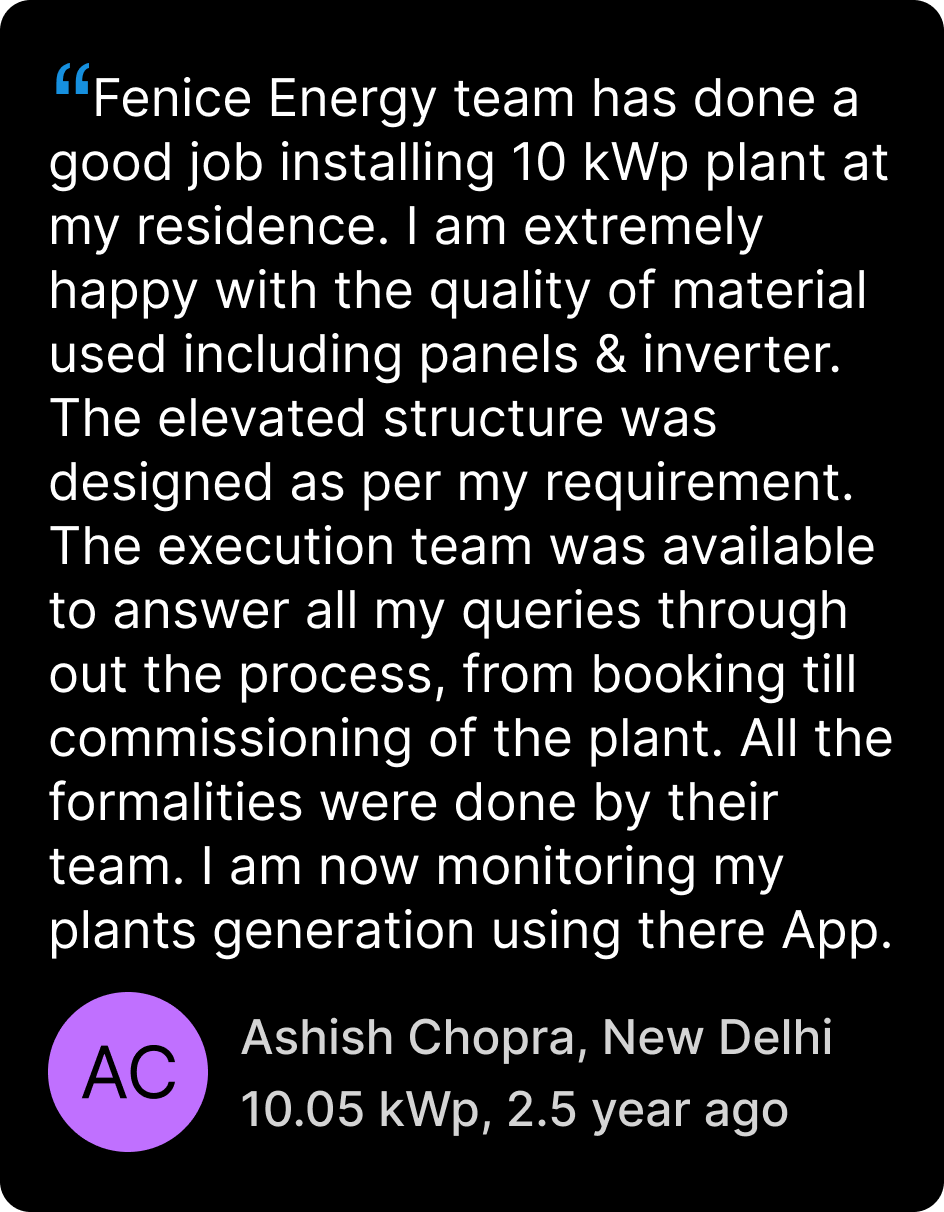 “Fenice Energy team has done a
good job installing 10 kWp plant at
my residence. I am extremely
happy with the quality of material
used including panels & inverter.
The elevated structure was
designed as per my requirement.
The execution team was available
to answer all my queries through
out the process, from booking till
commissioning of the plant. All the
formalities were done by their
team. I am now monitoring my
plants generation using there App.
AC
Ashish Chopra, New Delhi
10.05 kWp, 2.5 year ago